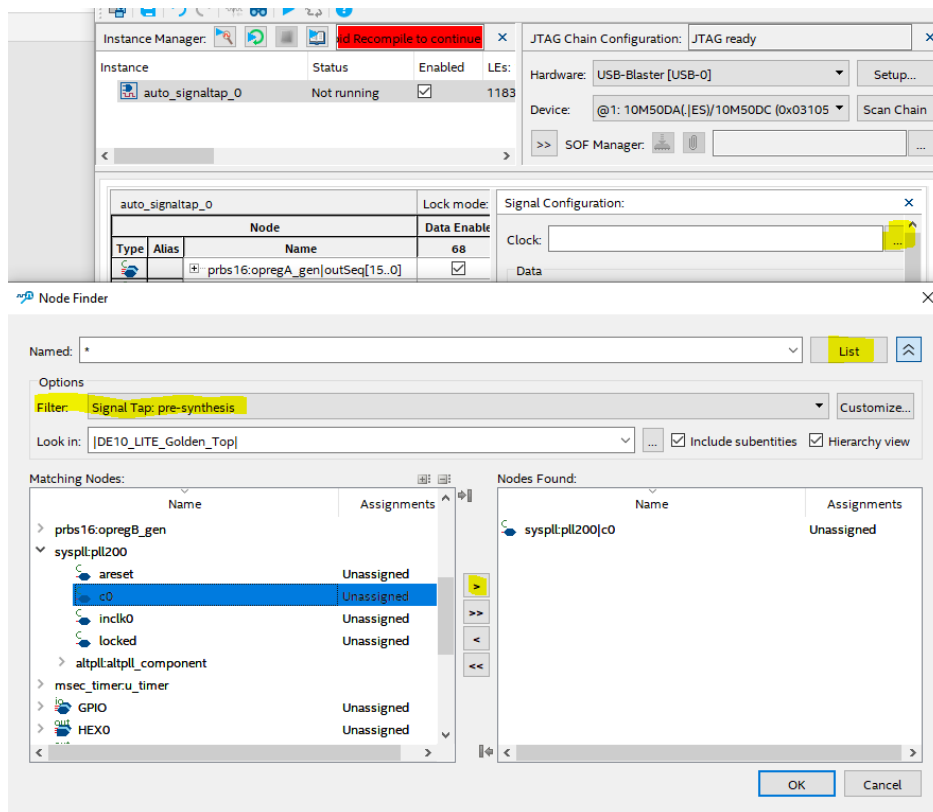 Instance Manager:
id Recompile to continue
JTAG Chain Configuration: JTAG ready
Instance Status Enabled LEs:
auto_signaltap_0 Not running 1183
Hardware: USB-Blaster [USB-0] Setup...
Device: @1: 10M50DA(.|ES)/10M50DC (0x03105 Scan Chain
>> SOF Manager: ...
auto_signaltap_0 Lock mode:
Node Data Enable
Type Alias Name 68
prbs16:opregA_gen|outSeq[15..0]
Signal Configuration:
Clock: ...
Data
Node Finder
Named: * List
Options
Filter: Signal Tap: pre-synthesis Customize...
Look in: |DE10_LITE_Golden_Top| ... Include subentities Hierarchy view
Matching Nodes:
Name Assignments
prbs16:opregB_gen
syspll:pll200
areset Unassigned
c0 Unassigned
inclk0 Unassigned
locked Unassigned
altpll:altpll_component
msec_timer:u_timer
GPIO Unassigned
HEX0 Unassigned
>
>>
<
<<
Nodes Found:
Name Assignments
syspll:pll200|c0 Unassigned
OK Cancel